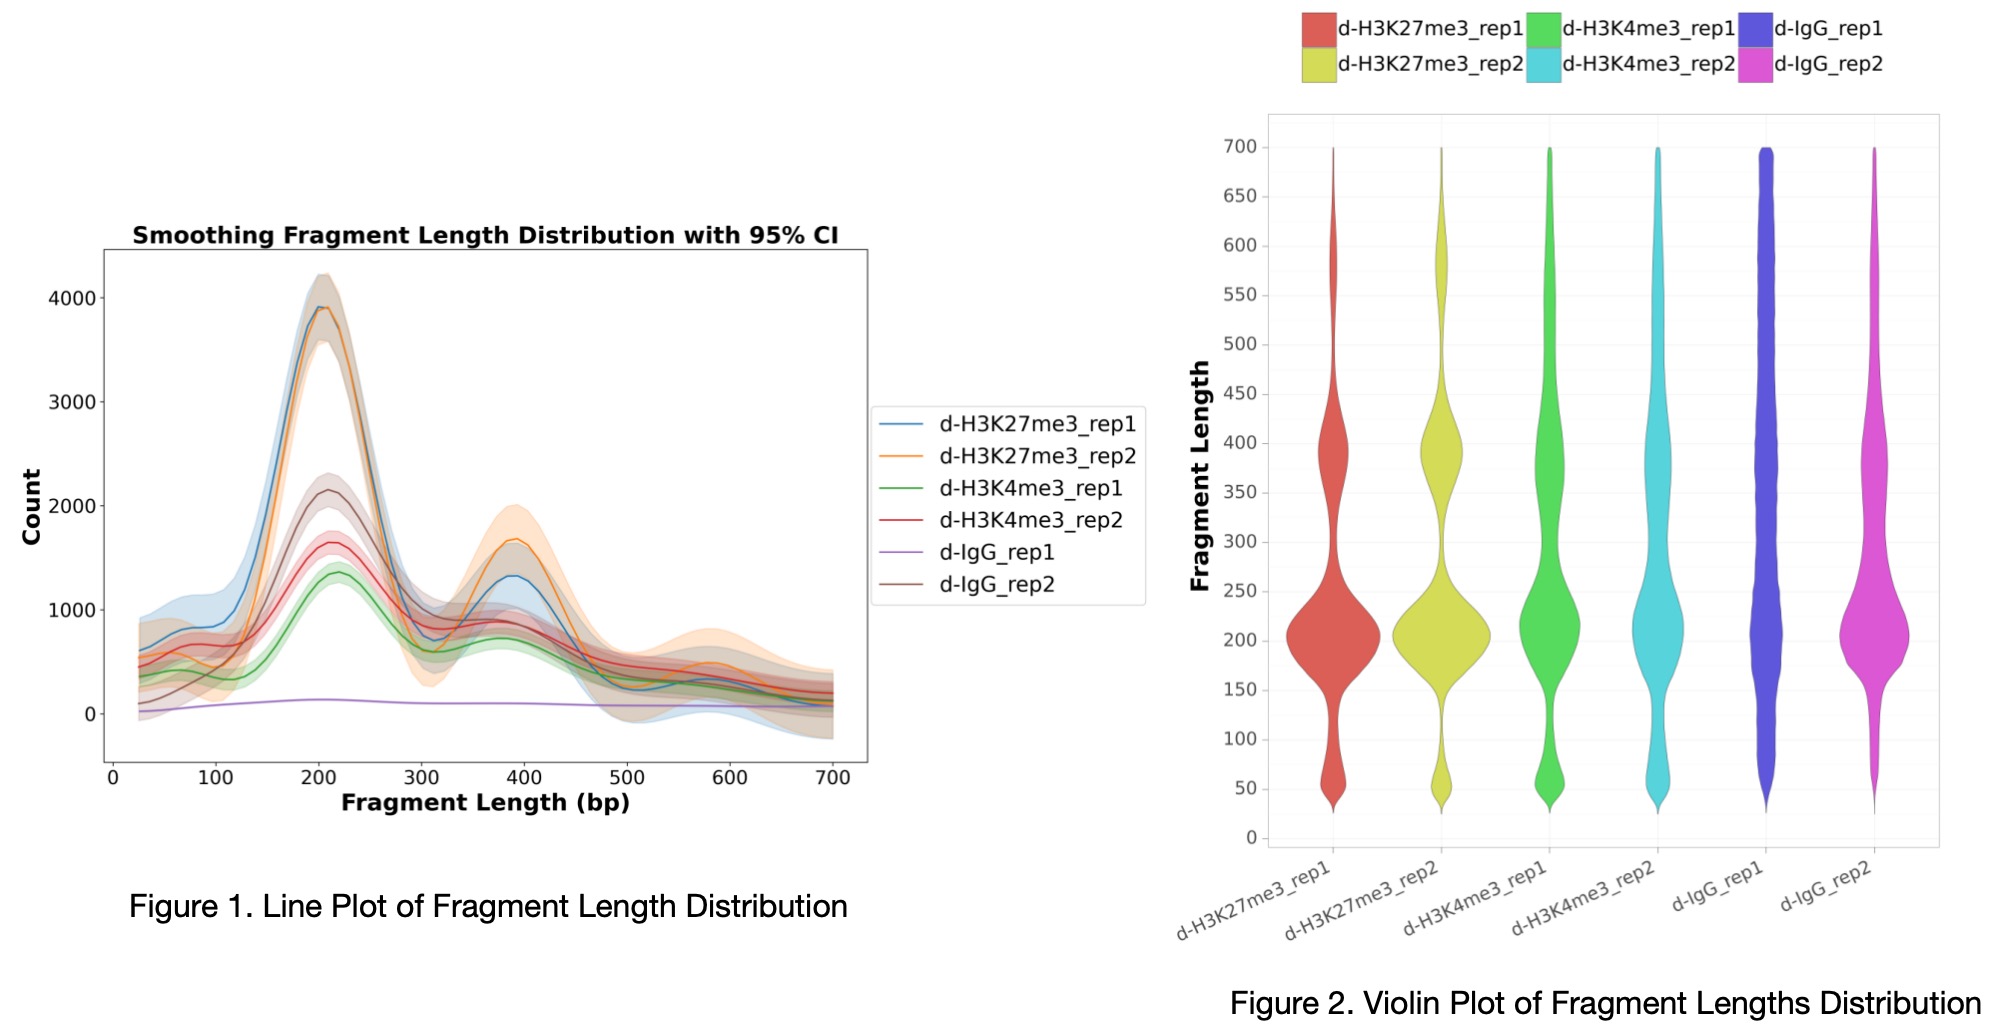 Smoothing Fragment Length Distribution with 95% CI
Count
4000
3000
2000
1000
0
0 100 200 300 400 500 600 700
Fragment Length (bp)
d-H3K27me3_rep1
d-H3K27me3_rep2
d-H3K4me3_rep1
d-H3K4me3_rep2
d-IgG_rep1
d-IgG_rep2
Figure 1. Line Plot of Fragment Length Distribution
d-H3K27me3_rep1 d-H3K4me3_rep1 d-IgG_rep1
d-H3K27me3_rep2 d-H3K4me3_rep2 d-IgG_rep2
Fragment Length
700
650
600
550
500
450
400
350
300
250
200
150
100
50
0
d-H3K27me3_rep1 d-H3K27me3_rep2 d-H3K4me3_rep1 d-H3K4me3_rep2 d-IgG_rep1 d-IgG_rep2
Figure 2. Violin Plot of Fragment Lengths Distribution